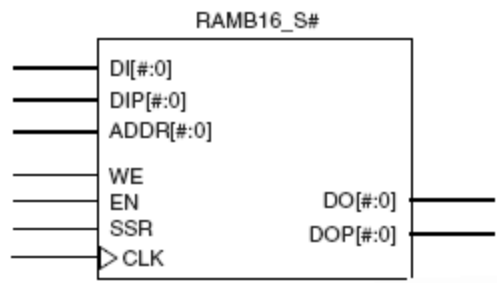 RAMB16_S#
DI[#:0]
DIP[#:0]
ADDR[#:0]
WE
EN
SSR
CLK
DO[#:0]
DOP[#:0]